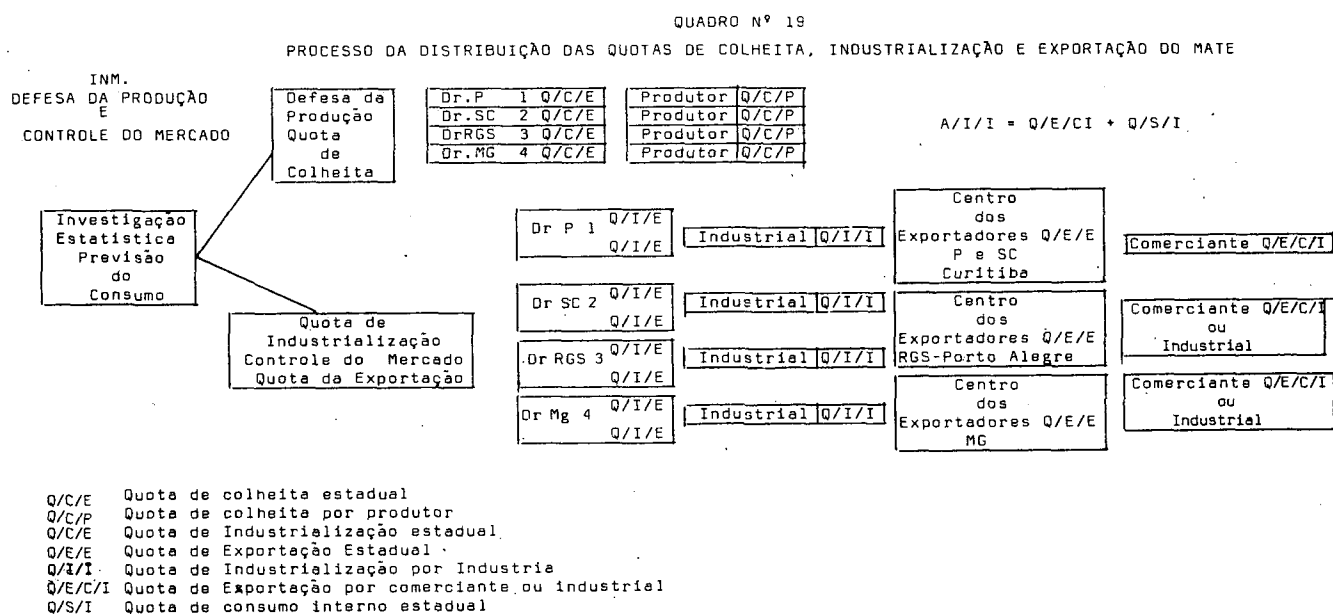 QUADRO Nº 19
PROCESSO DA DISTRIBUIÇÃO DAS QUOTAS DE COLHEITA, INDUSTRIALIZAÇÃO E EXPORTAÇÃO DO MATE
INM.
DEFESA DA PRODUÇÃO
E
CONTROLE DO MERCADO
Defesa da
Produção
Quota
de
Colheita
Dr.P 1 Q/C/E
Dr.SC 2 Q/C/E
DrRGS 3 Q/C/E
Dr.MG 4 Q/C/E
Produtor Q/C/P
Produtor Q/C/P
Produtor Q/C/P
Produtor Q/C/P
A/I/I = Q/E/CI + Q/S/I
Investigação
Estatistica
Previsão
do
Consumo
Quota de
Industrialização
Controle do Mercado
Quota da Exportação
Dr P 1 Q/I/E
Q/I/E
Industrial Q/I/I
Centro
dos
Exportadores Q/E/E
P e SC
Curitiba
Comerciante Q/E/C/I
Dr SC 2 Q/I/E
Q/I/E
Industrial Q/I/I
Dr RGS 3 Q/I/E
Q/I/E
Industrial Q/I/I
Centro
dos
Exportadores Q/E/E
RGS-Porto Alegre
Comerciante Q/E/C/I
ou
Industrial
Dr Mg 4 Q/I/E
Q/I/E
Industrial Q/I/I
Centro
dos
Exportadores Q/E/E
MG
Comerciante Q/E/C/I
ou
Industrial
Q/C/E Quota de colheita estadual
Q/C/P Quota de colheita por produtor
Q/C/E Quota de Industrialização estadual
Q/E/E Quota de Exportação Estadual
Q/I/I Quota de Industrialização por Industria
Q/E/C/I Quota de Exportação por comerciante ou industrial
Q/S/I Quota de consumo interno estadual